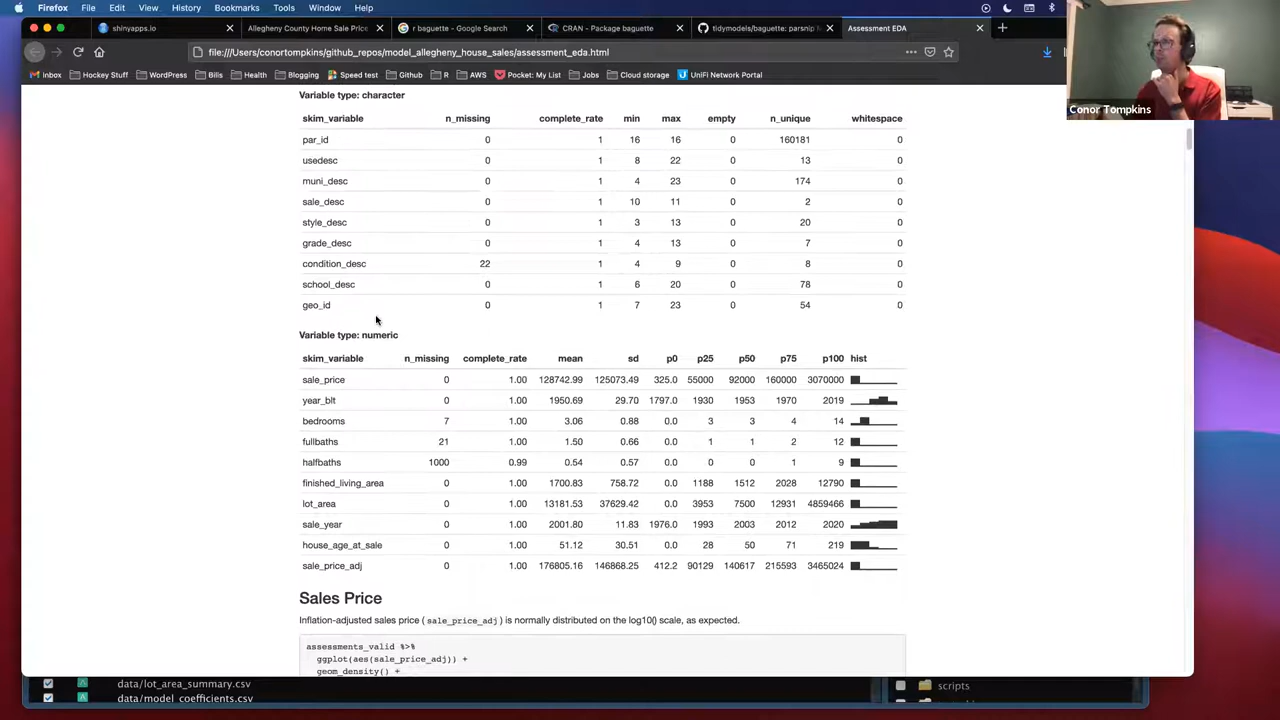 Firefox File Edit View History Bookmarks Tools Window Help
shinyapps.io Allegheny County Home Sale Price r baguette - Google Search CRAN - Package baguette tidymodels/baguette: parsnip M Assessment EDA
file:///Users/conortompkins/github_repos/model_allegheny_house_sales/assessment_eda.html
Inbox Hockey Stuff WordPress Bills Health Blogging Speed test Github R AWS Pocket: My List Jobs Cloud storage UniFi Network Portal
Conor Tompkins
Variable type: character
skim_variable n_missing complete_rate min max empty n_unique whitespace
par_id 0 1 16 16 0 160181 0
usedesc 0 1 8 22 0 13 0
muni_desc 0 1 4 23 0 174 0
sale_desc 0 1 10 11 0 2 0
style_desc 0 1 3 13 0 20 0
grade_desc 0 1 4 13 0 7 0
condition_desc 22 1 4 9 0 8 0
school_desc 0 1 6 20 0 78 0
geo_id 0 1 7 23 0 54 0
Variable type: numeric
skim_variable n_missing complete_rate mean sd p0 p25 p50 p75 p100 hist
sale_price 0 1.00 128742.99 125073.49 325.0 55000 92000 160000 3070000
year_blt 0 1.00 1950.69 29.70 1797.0 1930 1953 1970 2019
bedrooms 7 1.00 3.06 0.88 0.0 3 3 4 14
fullbaths 21 1.00 1.50 0.66 0.0 1 1 2 12
halfbaths 1000 0.99 0.54 0.57 0.0 0 0 1 9
finished_living_area 0 1.00 1700.83 758.72 0.0 1188 1512 2028 12790
lot_area 0 1.00 13181.53 37629.42 0.0 3953 7500 12931 4859466
sale_year 0 1.00 2001.80 11.83 1976.0 1993 2003 2012 2020
house_age_at_sale 0 1.00 51.12 30.51 0.0 28 50 71 219
sale_price_adj 0 1.00 176805.16 146868.25 412.2 90129 140617 215593 3465024
Sales Price
Inflation-adjusted sales price ( sale_price_adj ) is normally distributed on the log10() scale, as expected.
assessments_valid %>%
ggplot(aes(sale_price_adj)) +
geom_density() +
data/lot_area_summary.csv scripts
data/model_coefficients.csv